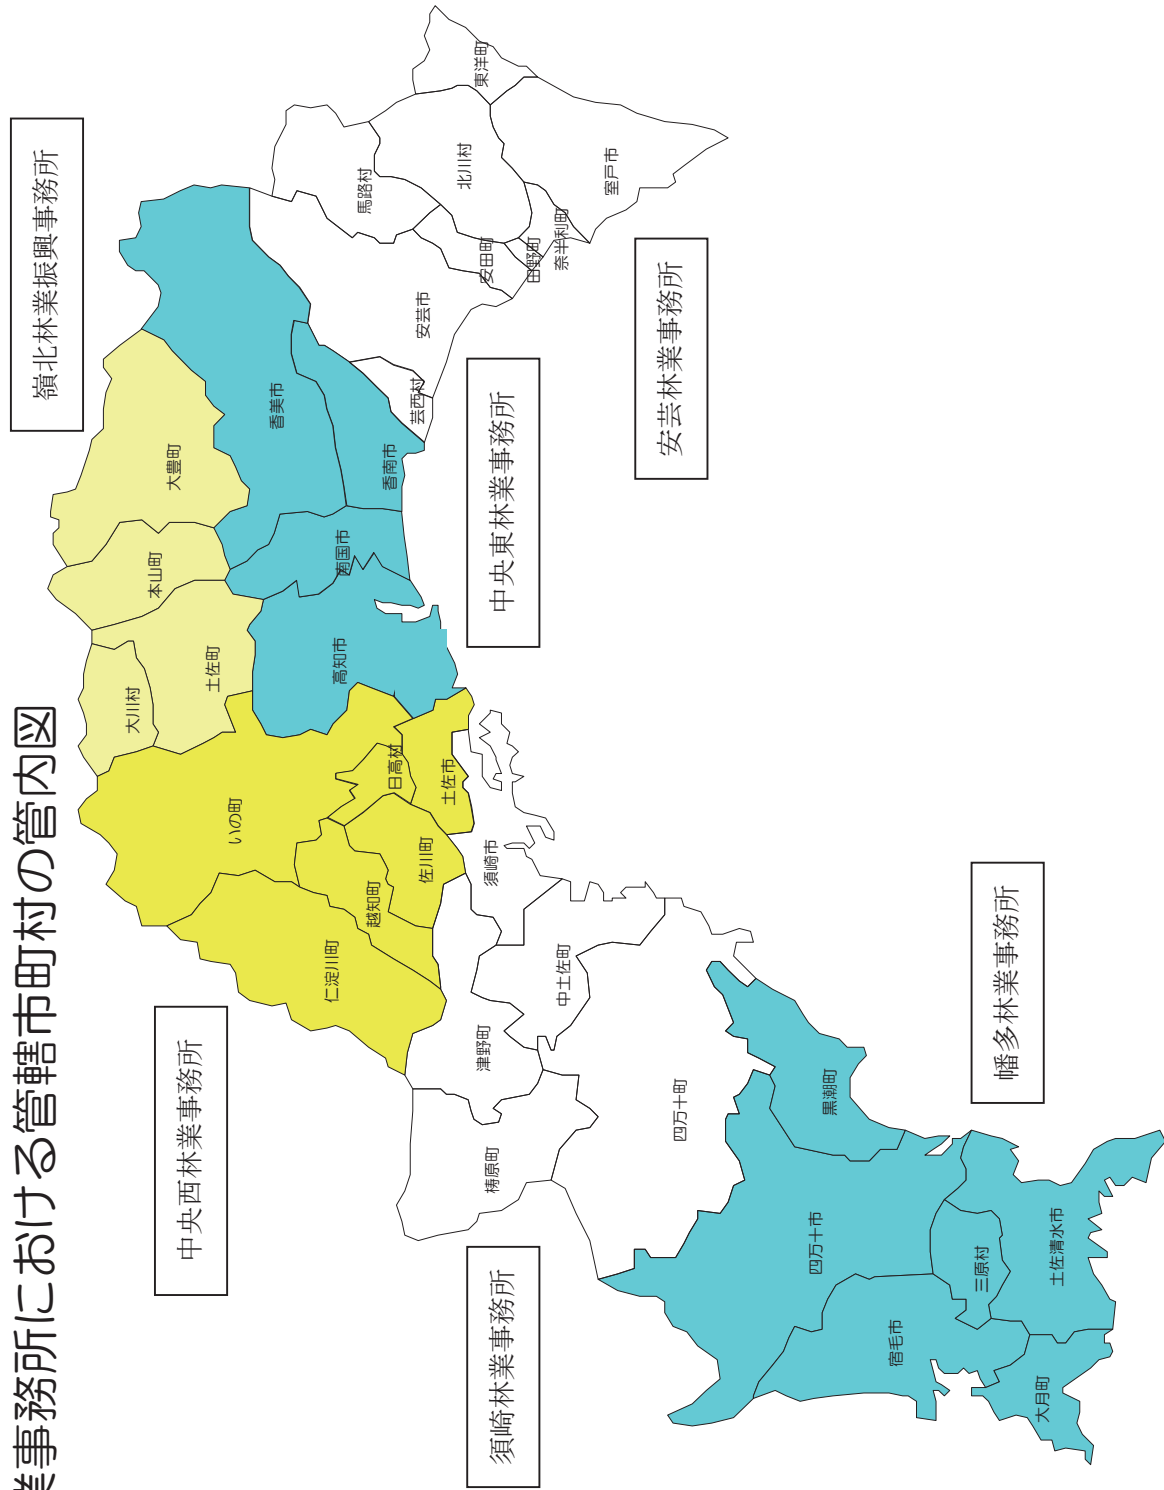 業事務所における管轄市町村の管内図
嶺北林業振興事務所
中央西林業事務所
中央東林業事務所
安芸林業事務所
須崎林業事務所
幡多林業事務所
東洋町
室戸市
北川村
馬路村
奈半利町
田野町
安田町
安芸市
芸西村
香美市
香南市
南国市
高知市
大豊町
本山町
土佐町
大川村
いの町
日高村
土佐市
佐川町
越知町
仁淀川町
須崎市
中土佐町
津野町
梼原町
四万十町
黒潮町
四万十市
三原村
土佐清水市
宿毛市
大月町